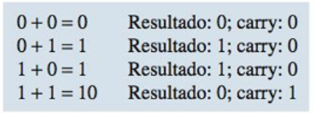 0 + 0 = 0 Resultado: 0; carry: 0
0 + 1 = 1 Resultado: 1; carry: 0
1 + 0 = 1 Resultado: 1; carry: 0
1 + 1 = 10 Resultado: 0; carry: 1